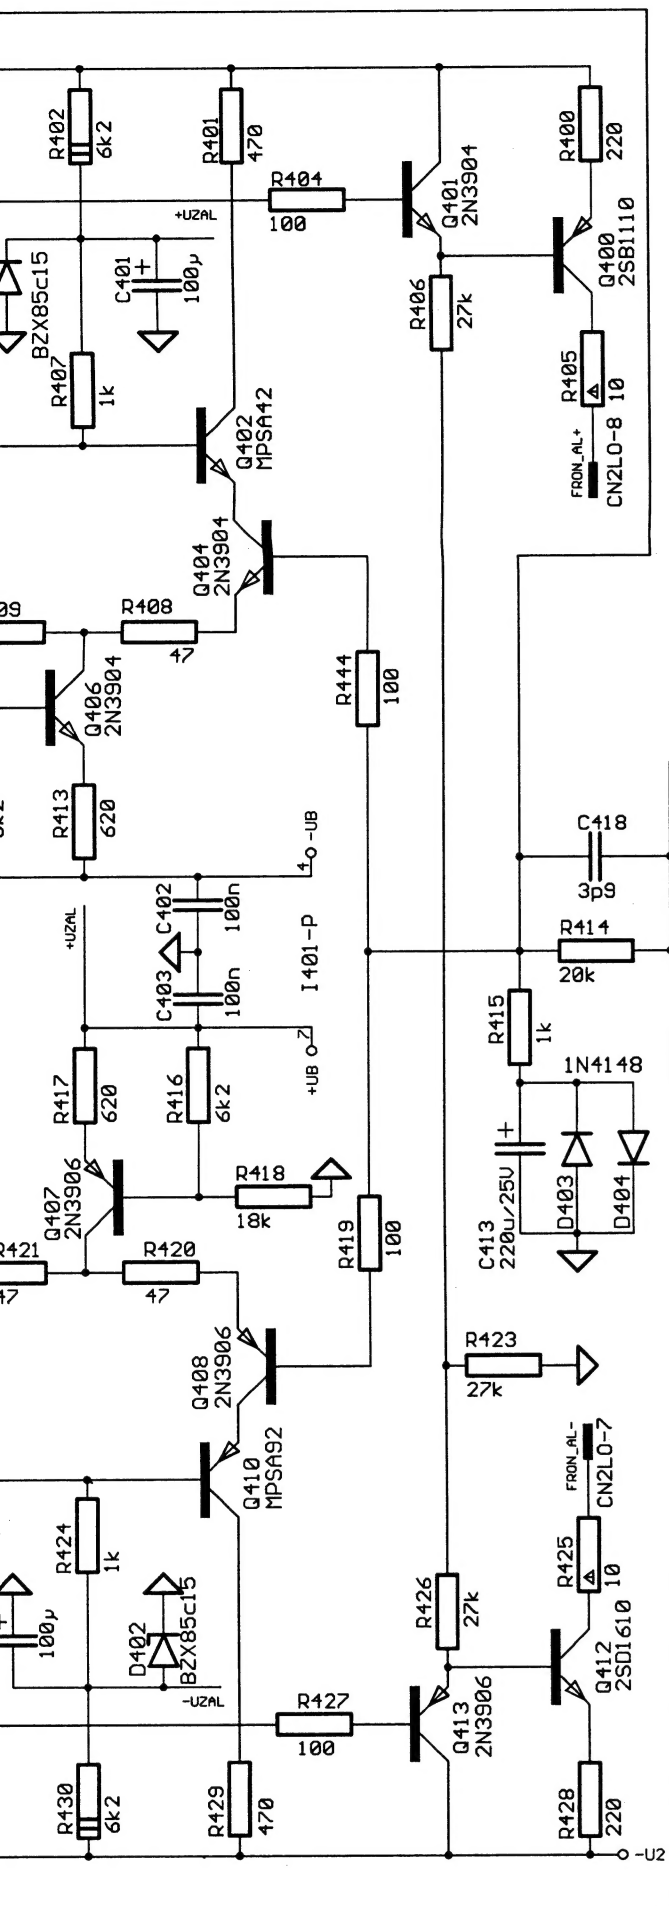 R402
6k2
R401
470
R400
220
R404
100
Q401
2N3904
+UZAL
Q400
2SB1110
BZX85c15
C401
+
100µ
R406
27k
R407
1k
R405
10
Q402
MPSA42
FRON_AL+
CN2LO-8
Q404
2N3904
09
R408
47
Q406
2N3904
R444
100
R413
620
C418
3p9
-UB
4
C402
100n
+UZAL
I401-P
R414
20k
C403
100n
R415
1k
7
+UB
R417
620
R416
6k2
1N4148
Q407
2N3906
R418
18k
+
C413
220u/25V
D403
D404
R419
100
R421
47
R420
47
Q408
2N3906
R423
27k
Q410
MPSA92
FRON_AL-
CN2LO-7
R424
1k
R425
10
R426
27k
+
100µ
D402
BZX85c15
Q412
2SD1610
-UZAL
R427
100
Q413
2N3906
R430
6k2
R429
470
R428
220
-U2